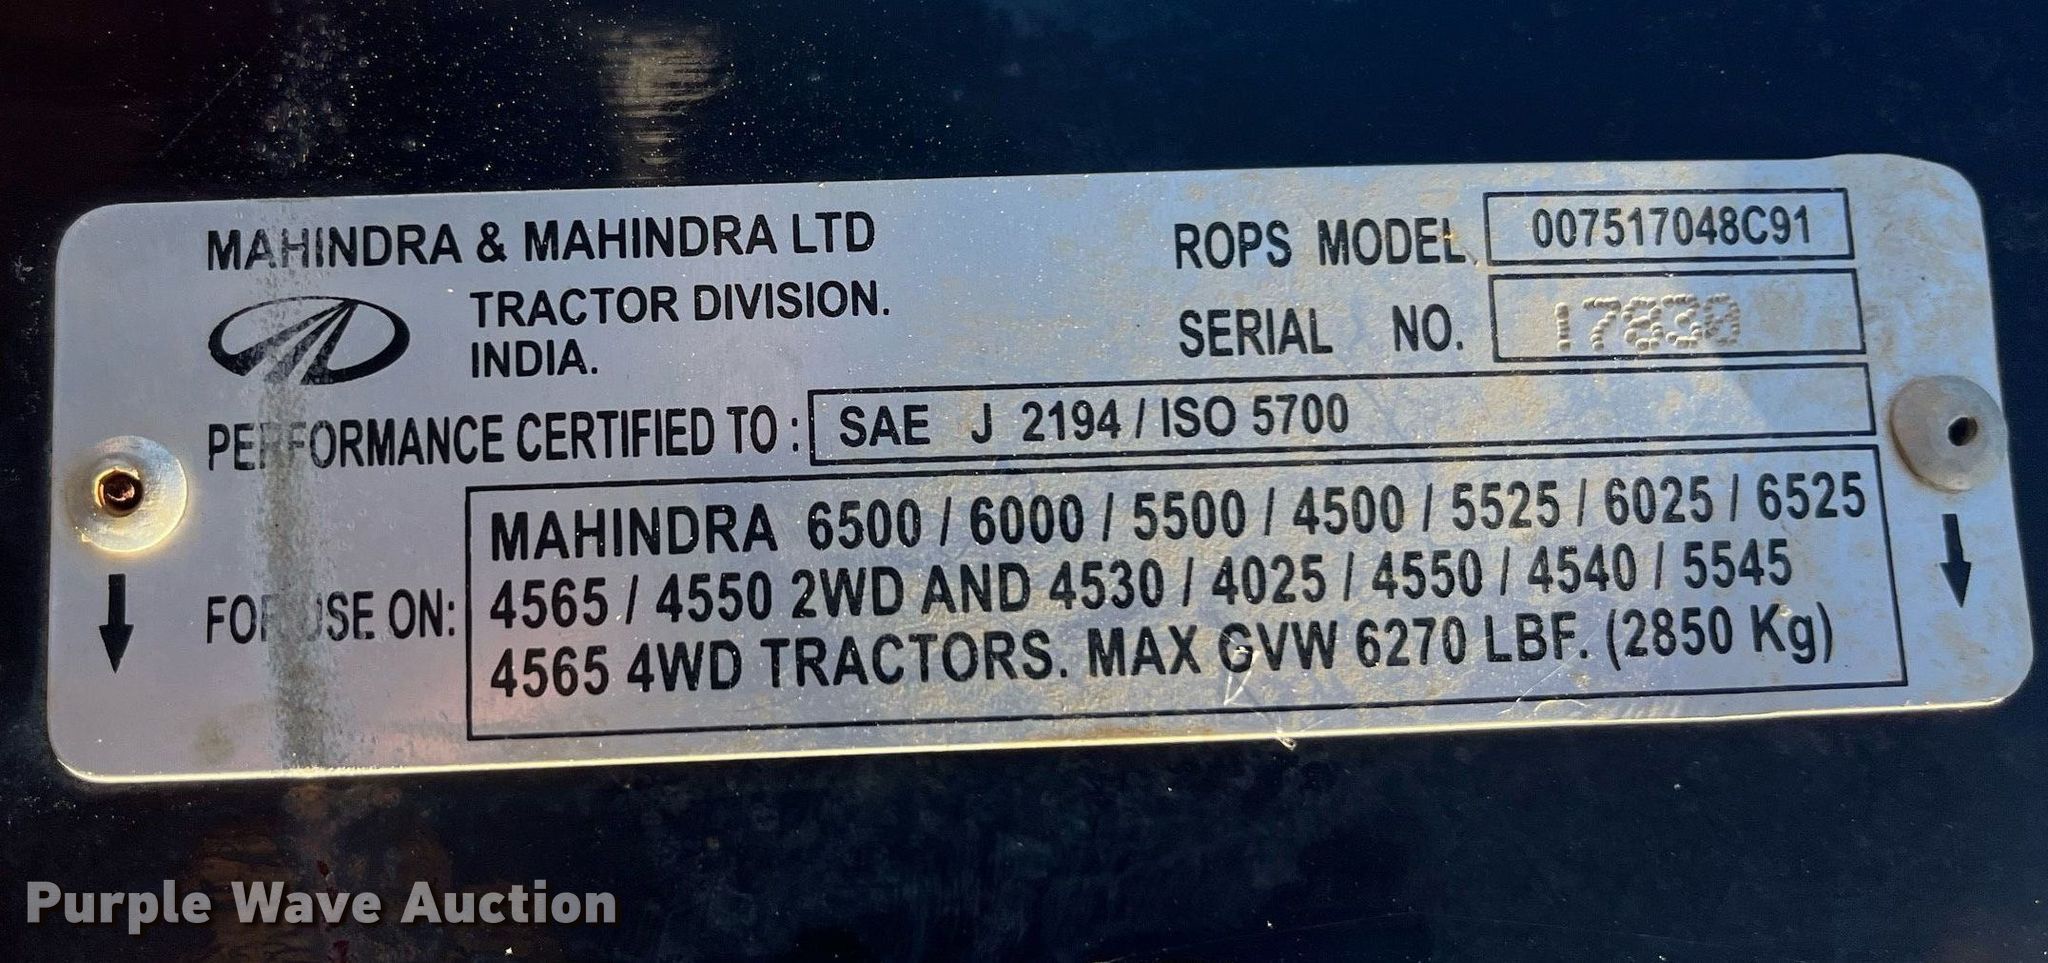 MAHINDRA & MAHINDRA LTD
TRACTOR DIVISION.
INDIA.
ROPS MODEL 007517048C91
SERIAL NO. 17830
PERFORMANCE CERTIFIED TO : SAE J 2194 / ISO 5700
FOR USE ON:
MAHINDRA 6500 / 6000 / 5500 / 4500 / 5525 / 6025 / 6525
4565 / 4550 2WD AND 4530 / 4025 / 4550 / 4540 / 5545
4565 4WD TRACTORS. MAX GVW 6270 LBF. (2850 Kg)
Purple Wave Auction